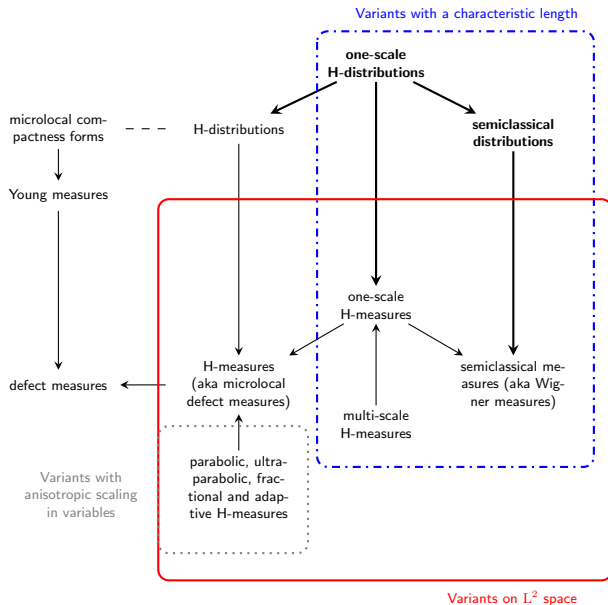 Variants with a characteristic length
one-scale
H-distributions
microlocal com-
pactness forms
H-distributions
semiclassical
distributions
Young measures
one-scale
H-measures
defect measures
H-measures
(aka microlocal
defect measures)
semiclassical me-
asures (aka Wig-
ner measures)
multi-scale
H-measures
Variants with
anisotropic scaling
in variables
parabolic, ultra-
parabolic, frac-
tional and adap-
tive H-measures
Variants on L² space